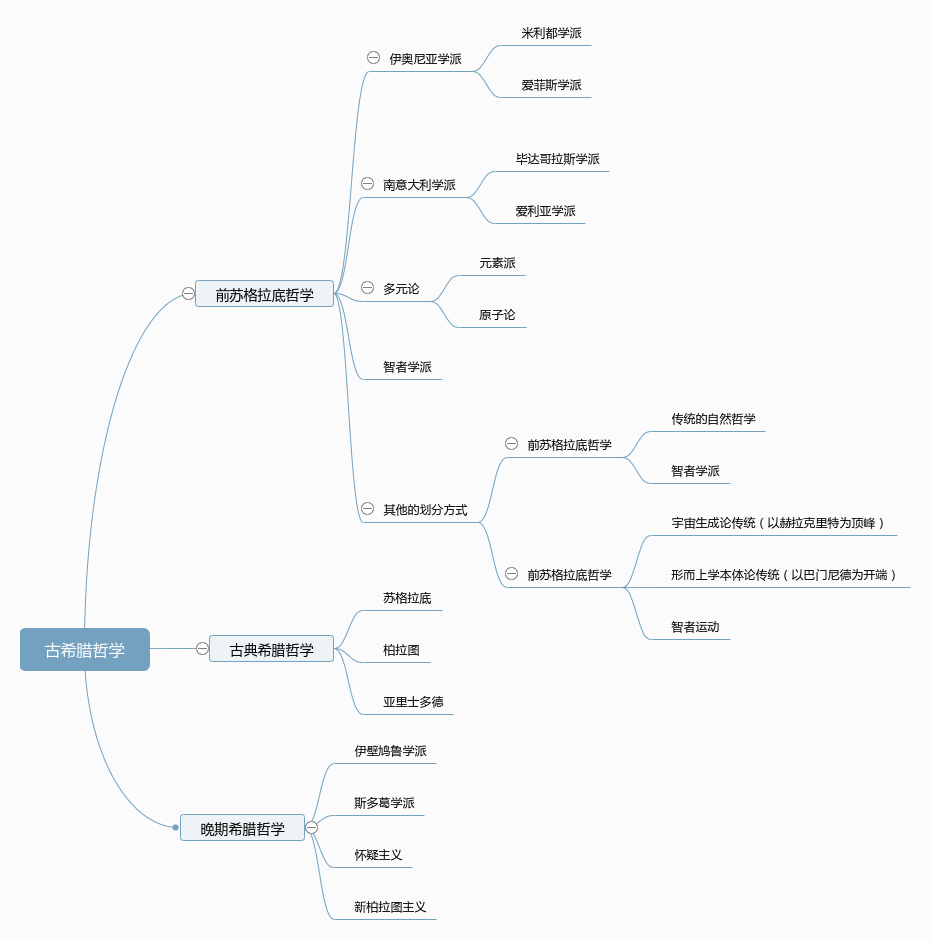 古希腊哲学
前苏格拉底哲学
伊奥尼亚学派
米利都学派
爱菲斯学派
南意大利学派
毕达哥拉斯学派
爱利亚学派
多元论
元素派
原子论
智者学派
其他的划分方式
前苏格拉底哲学
传统的自然哲学
智者学派
前苏格拉底哲学
宇宙生成论传统（以赫拉克里特为顶峰）
形而上学本体论传统（以巴门尼德为开端）
智者运动
古典希腊哲学
苏格拉底
柏拉图
亚里士多德
晚期希腊哲学
伊壁鸠鲁学派
斯多葛学派
怀疑主义
新柏拉图主义